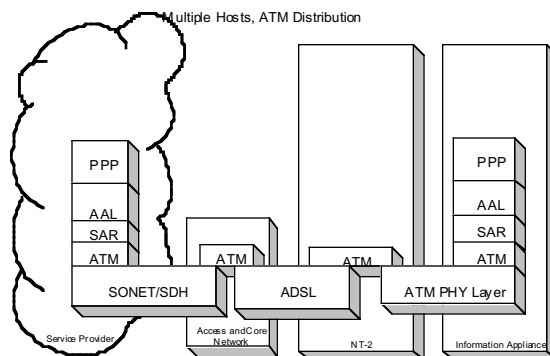 Multiple Hosts, ATM Distribution
PPP
AAL
SAR
ATM
ATM
ATM
PPP
AAL
SAR
ATM
SONET/SDH
ADSL
ATM PHY Layer
Service Provider
Access and Core
Network
NT-2
Information Appliance